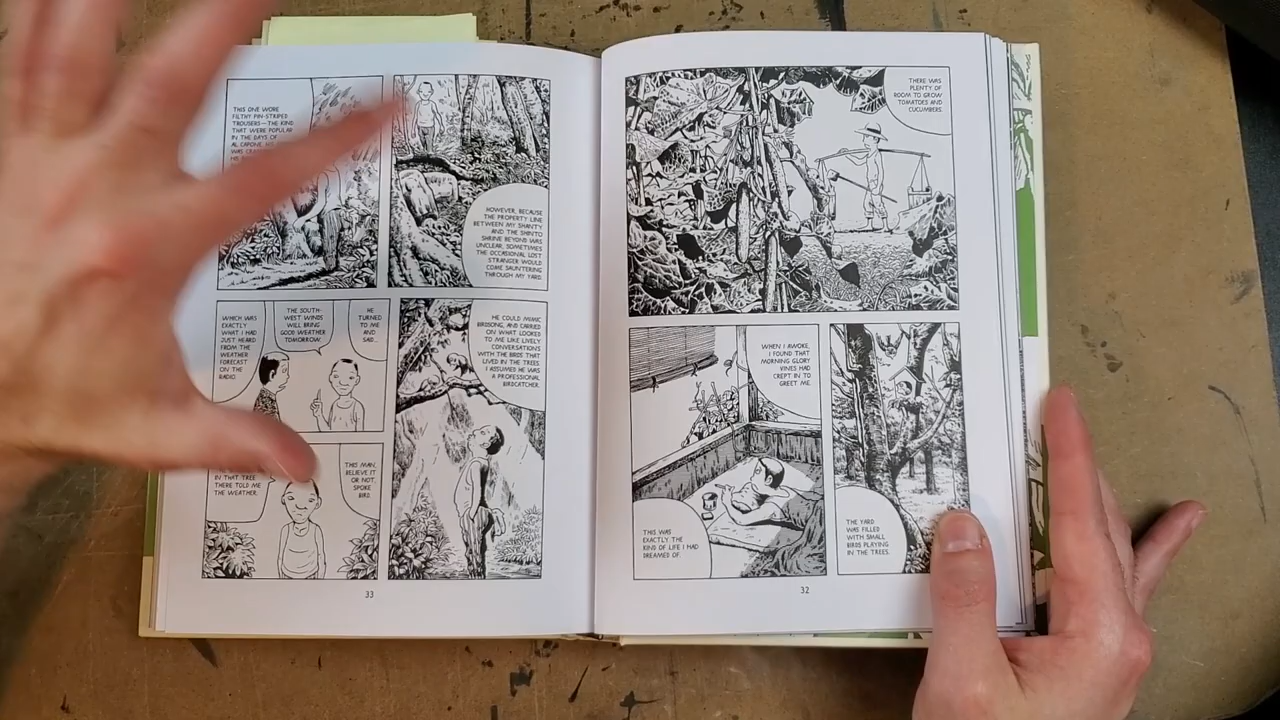 THERE WAS
PLENTY OF
ROOM TO GROW
TOMATOES AND
CUCUMBERS.
THE YARD
WAS FILLED
WITH SMALL
BIRDS PLAYING
IN THE TREES.
WHEN I AWOKE,
I FOUND THAT
MORNING GLORY
VINES HAD
CREPT IN TO
GREET ME.
THIS WAS
EXACTLY THE
KIND OF LIFE I HAD
DREAMED OF.
32
HOWEVER, BECAUSE
THE PROPERTY LINE
BETWEEN MY SHANTY
AND THE SHINTO
SHRINE BEYOND WAS
UNCLEAR, SOMETIMES
THE OCCASIONAL LOST
STRANGER WOULD
COME SAUNTERING
THROUGH MY YARD.
THIS ONE WORE
FILTHY PIN-STRIPED
TROUSERS—THE KIND
THAT WERE POPULAR
IN THE DAYS OF
AL CAPONE.
WAS
HE COULD MIMIC
BIRDSONG, AND CARRIED
ON WHAT LOOKED
TO ME LIKE LIVELY
CONVERSATIONS
WITH THE BIRDS THAT
LIVED IN THE TREES.
I ASSUMED HE WAS
A PROFESSIONAL
BIRDCATCHER.
HE
TURNED
TO ME
AND
SAID...
THE SOUTH-
WEST WINDS
WILL BRING
GOOD WEATHER
TOMORROW.
WHICH WAS
EXACTLY
WHAT I HAD
JUST HEARD
FROM THE
WEATHER
FORECAST
ON THE
RADIO.
THIS MAN,
BELIEVE IT
OR NOT,
SPOKE
BIRD.
IN THAT TREE
THERE TOLD ME
THE WEATHER.
33